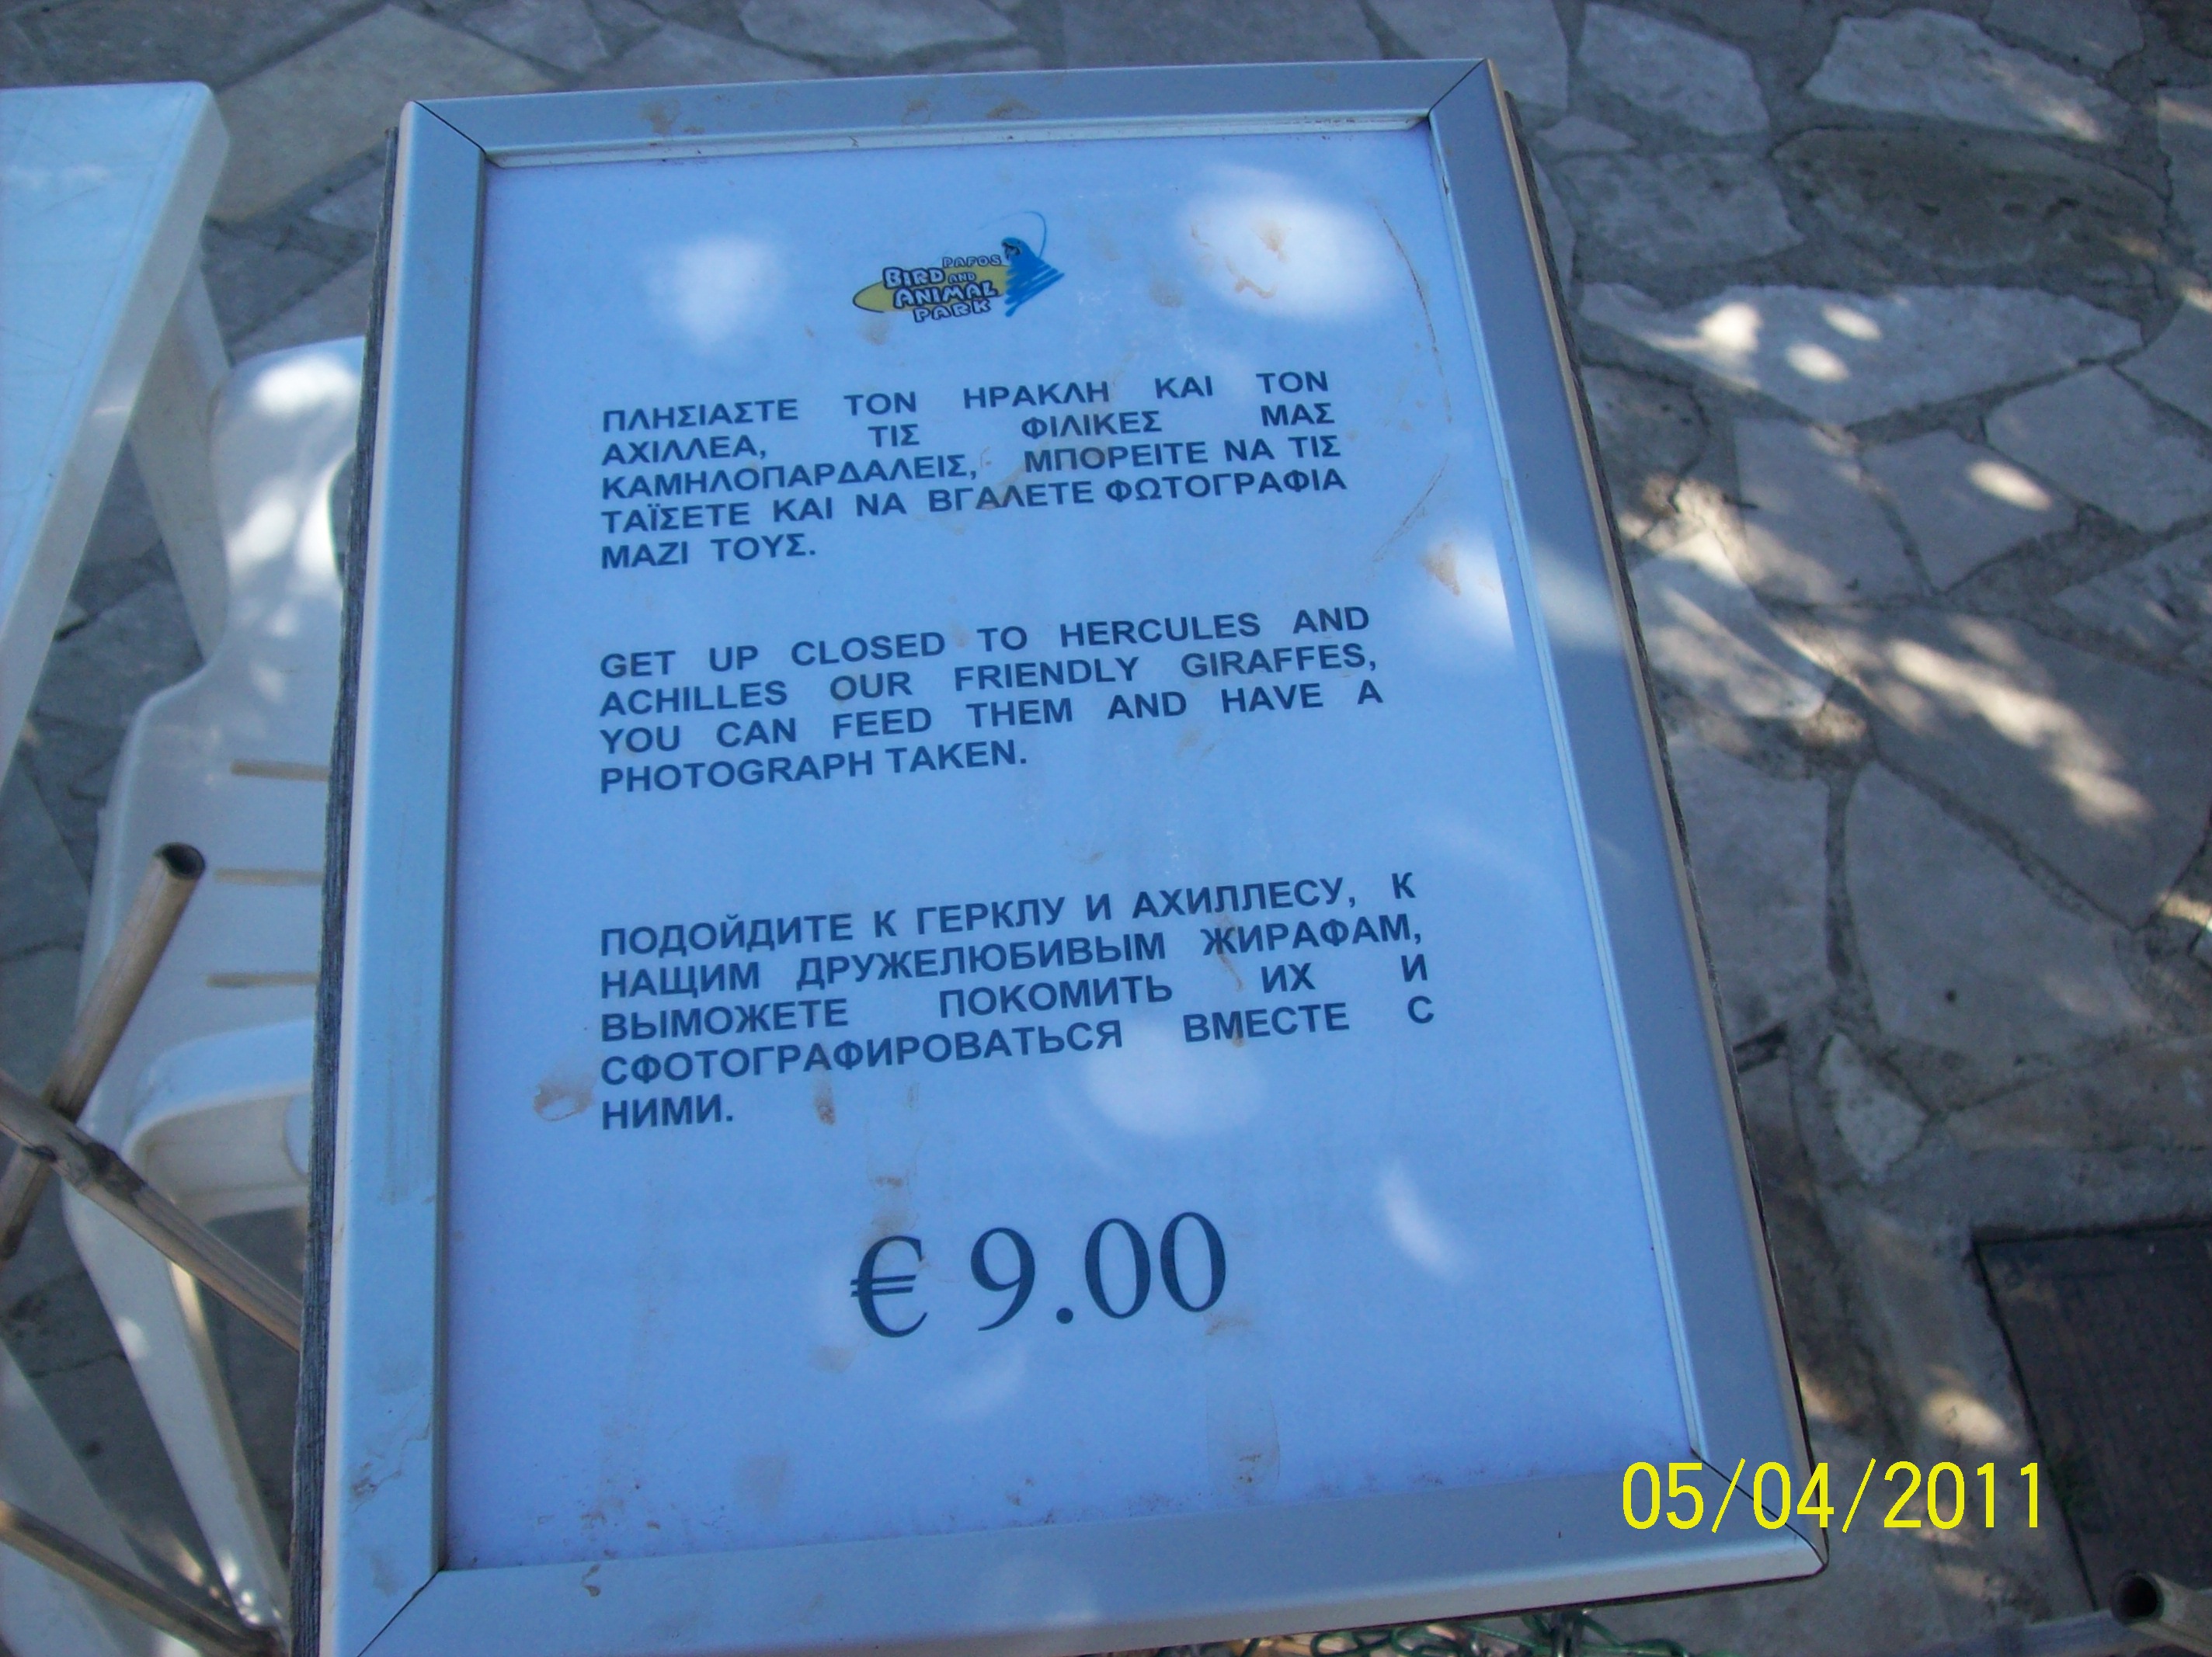 PAFOS
BIRD AND
ANIMAL
PARK
ΠΛΗΣΙΑΣΤΕ ΤΟΝ ΗΡΑΚΛΗ ΚΑΙ ΤΟΝ
ΑΧΙΛΛΕΑ, ΤΙΣ ΦΙΛΙΚΕΣ ΜΑΣ
ΚΑΜΗΛΟΠΑΡΔΑΛΕΙΣ, ΜΠΟΡΕΙΤΕ ΝΑ ΤΙΣ
ΤΑΪΣΕΤΕ ΚΑΙ ΝΑ ΒΓΑΛΕΤΕ ΦΩΤΟΓΡΑΦΙΑ
ΜΑΖΙ ΤΟΥΣ.
GET UP CLOSED TO HERCULES AND
ACHILLES OUR FRIENDLY GIRAFFES,
YOU CAN FEED THEM AND HAVE A
PHOTOGRAPH TAKEN.
ПОДОЙДИТЕ К ГЕРКЛУ И АХИЛЛЕСУ, К
НАЩИМ ДРУЖЕЛЮБИВЫМ ЖИРАФАМ,
ВЫМОЖЕТЕ ПОКОМИТЬ ИХ И
СФОТОГРАФИРОВАТЬСЯ ВМЕСТЕ С
НИМИ.
€ 9.00
05/04/2011